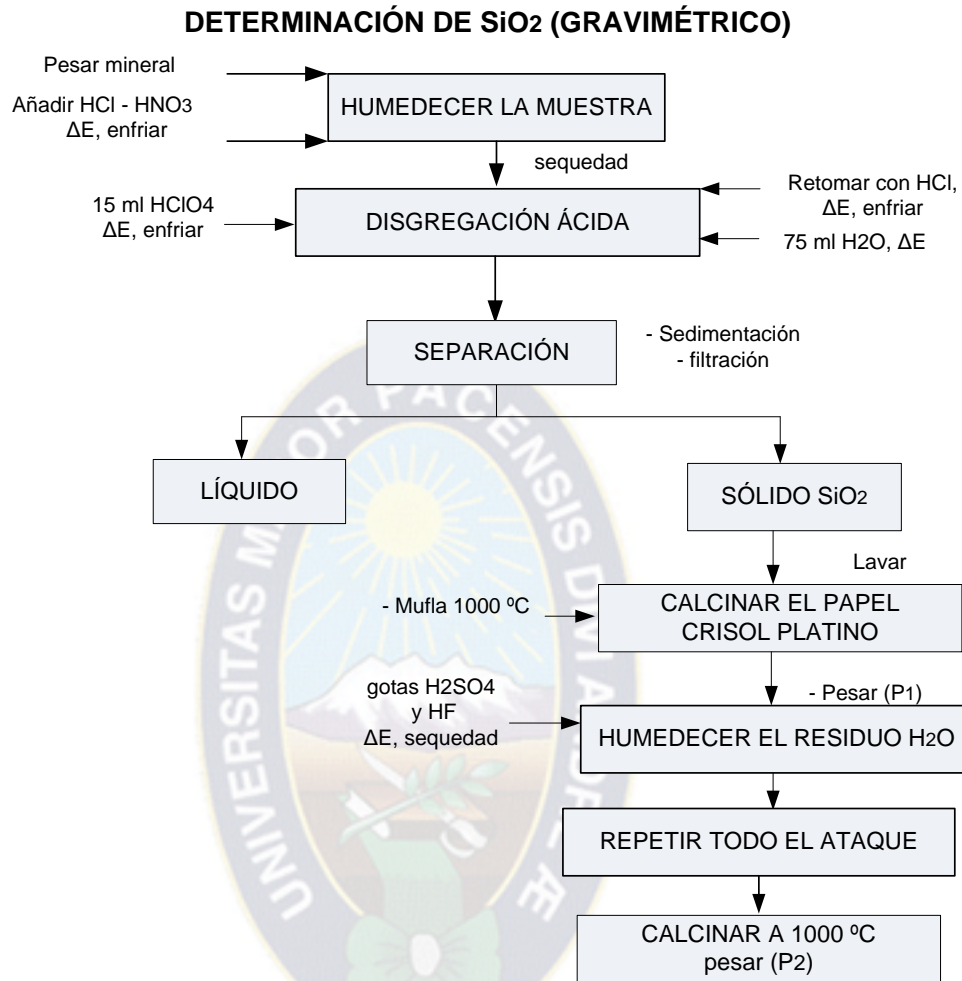 DETERMINACIÓN DE SiO2 (GRAVIMÉTRICO)
Pesar mineral
Añadir HCl - HNO3
ΔE, enfriar
HUMEDECER LA MUESTRA
sequedad
15 ml HClO4
ΔE, enfriar
DISGREGACIÓN ÁCIDA
Retomar con HCl,
ΔE, enfriar
75 ml H2O, ΔE
SEPARACIÓN
- Sedimentación
- filtración
LÍQUIDO
SÓLIDO SiO2
Lavar
- Mufla 1000 ºC
CALCINAR EL PAPEL
CRISOL PLATINO
- Pesar (P1)
gotas H2SO4
y HF
ΔE, sequedad
HUMEDECER EL RESIDUO H2O
REPETIR TODO EL ATAQUE
CALCINAR A 1000 ºC
pesar (P2)